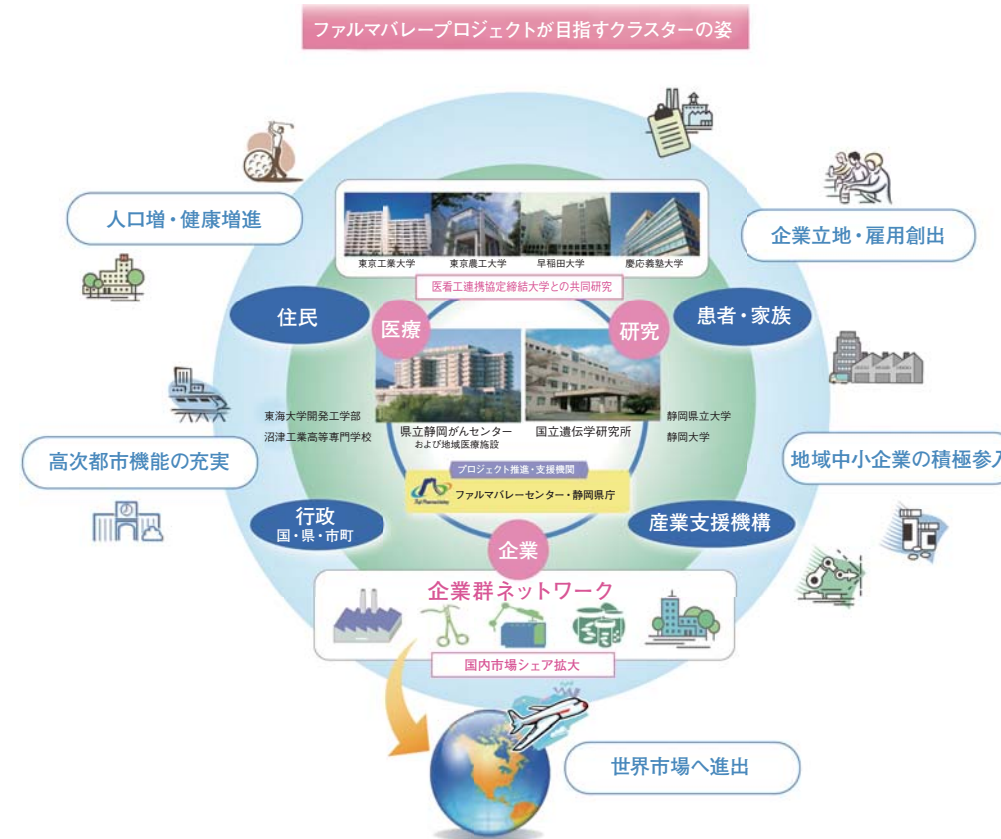 ファルマバレープロジェクトが目指すクラスターの姿
人口増・健康増進
企業立地・雇用創出
東京工業大学
東京農工大学
早稲田大学
慶応義塾大学
医看工連携協定締結大学との共同研究
住民
医療
研究
患者・家族
東海大学開発工学部
沼津工業高等専門学校
県立静岡がんセンター
および地域医療施設
国立遺伝学研究所
静岡県立大学
静岡大学
高次都市機能の充実
地域中小企業の積極参入
プロジェクト推進・支援機関
ファルマバレーセンター・静岡県庁
行政
国・県・市町
産業支援機構
企業
企業群ネットワーク
国内市場シェア拡大
世界市場へ進出